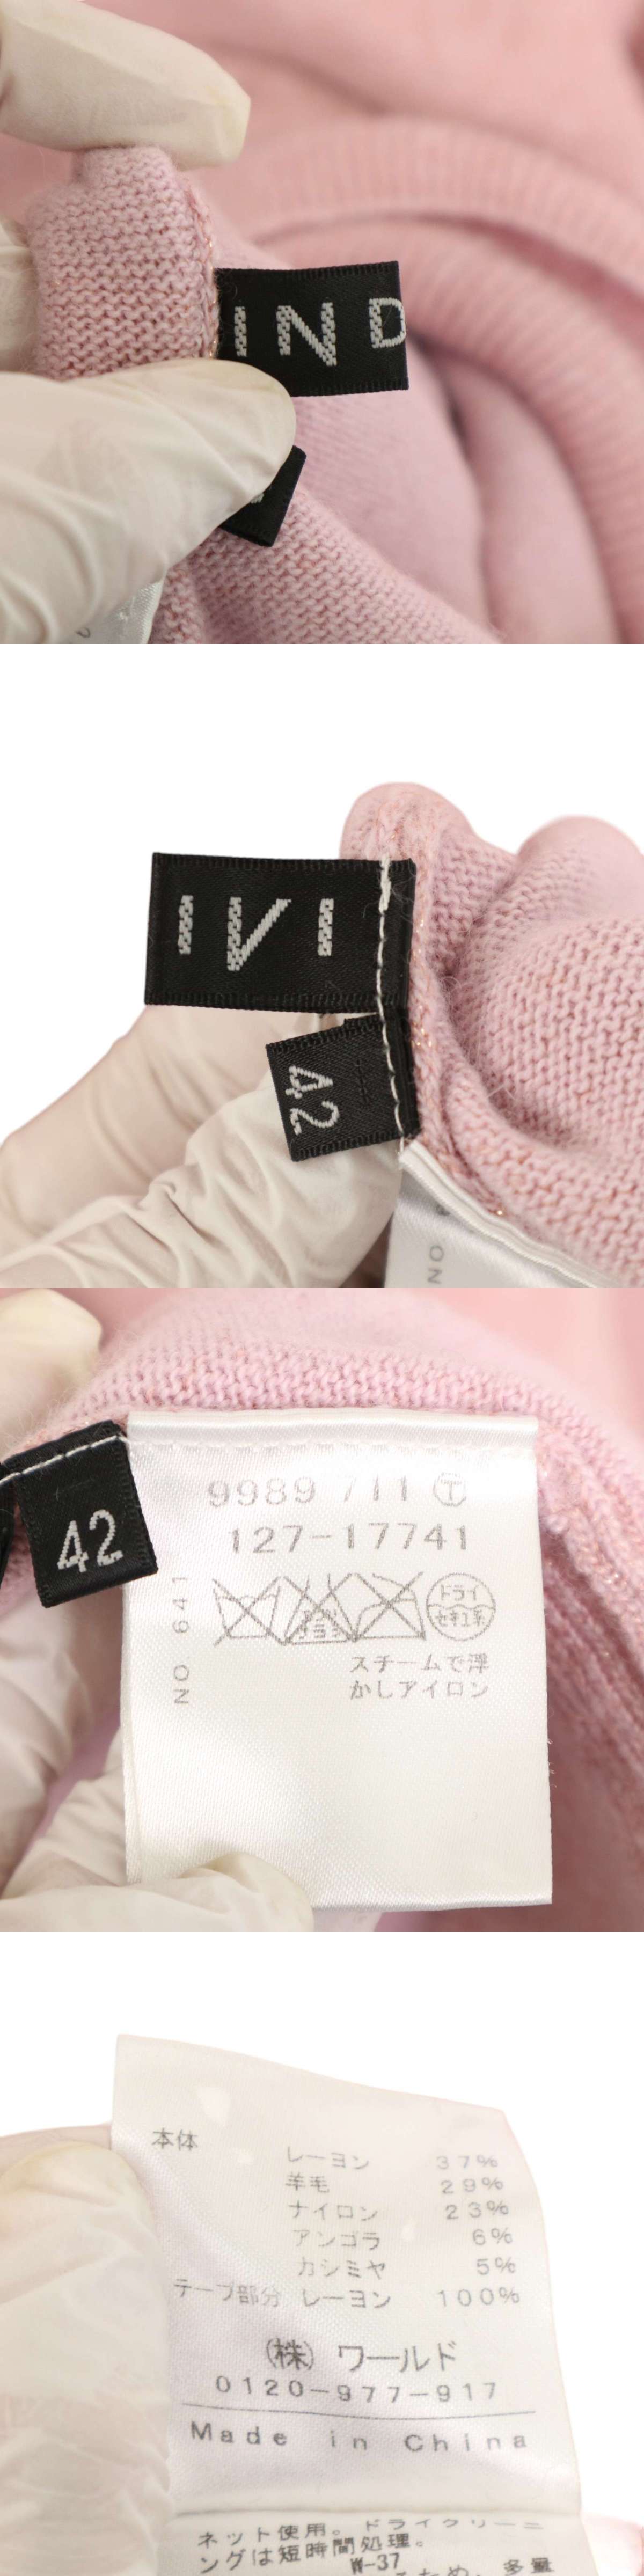 IND
IVI
42
NO
42
9989 711 Ⓣ
127-17741
NO 641
ドライ
セキユ系
スチームで浮
かしアイロン
本体
レーヨン 37%
羊毛 29%
ナイロン 23%
アンゴラ 6%
カシミヤ 5%
テープ部分 レーヨン 100%
(株) ワールド
0120-977-917
Made in China
ネット使用。ドライクリーニ
ングは短時間処理。
W-37
ため、多量